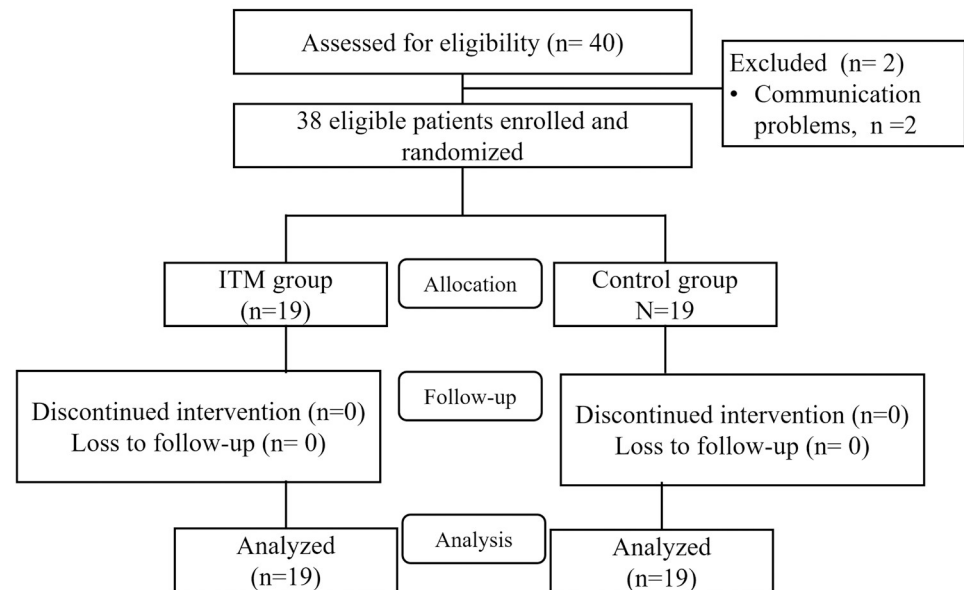 Assessed for eligibility (n= 40)
Excluded  (n= 2)
• Communication
problems,  n =2
38 eligible patients enrolled and
randomized
ITM group
(n=19)
Allocation
Control group
N=19
Discontinued intervention (n=0)
Loss to follow-up (n= 0)
Follow-up
Discontinued intervention (n=0)
Loss to follow-up (n= 0)
Analyzed
(n=19)
Analysis
Analyzed
(n=19)